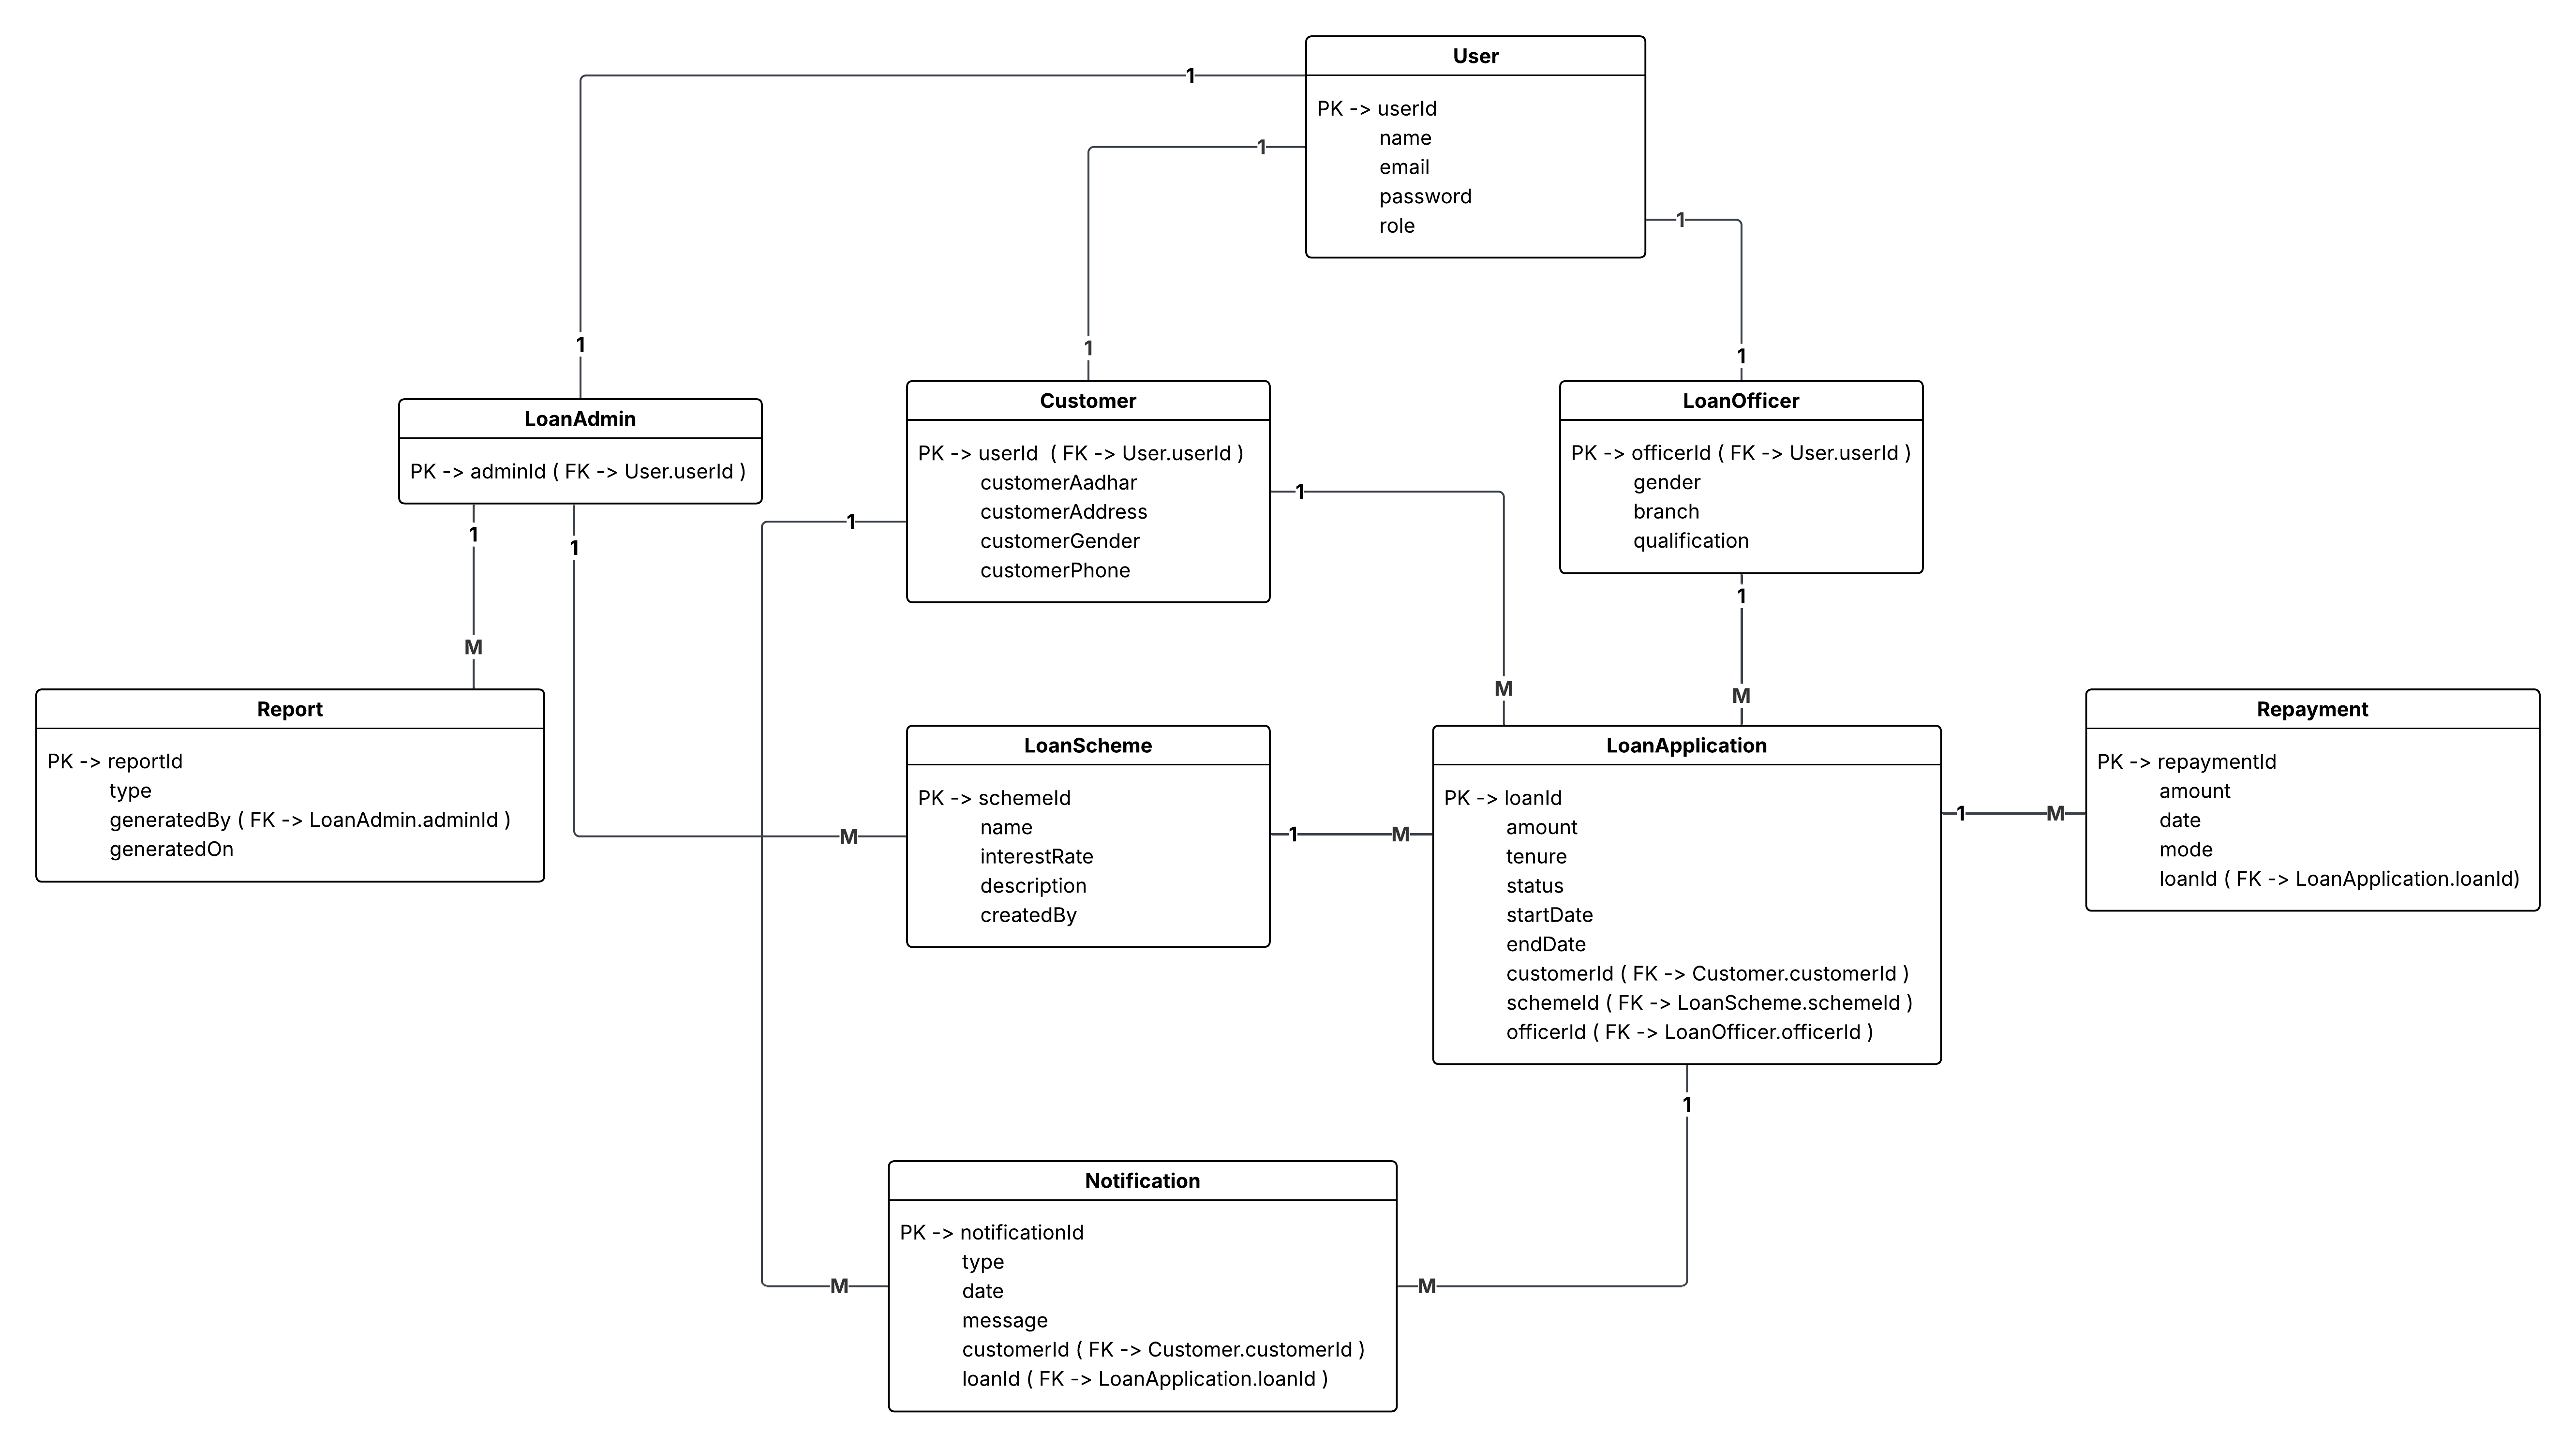 User
PK -> userId
name
email
password
role
1
1
1
1
1
1
LoanAdmin
PK -> adminId ( FK -> User.userId )
Customer
PK -> userId  ( FK -> User.userId )
customerAadhar
customerAddress
customerGender
customerPhone
LoanOfficer
PK -> officerId ( FK -> User.userId )
gender
branch
qualification
1
1
1
1
1
M
M
M
Report
PK -> reportId
type
generatedBy ( FK -> LoanAdmin.adminId )
generatedOn
M
LoanScheme
PK -> schemeId
name
interestRate
description
createdBy
1
M
LoanApplication
PK -> loanId
amount
tenure
status
startDate
endDate
customerId ( FK -> Customer.customerId )
schemeId ( FK -> LoanScheme.schemeId )
officerId ( FK -> LoanOfficer.officerId )
1
M
Repayment
PK -> repaymentId
amount
date
mode
loanId ( FK -> LoanApplication.loanId)
1
M
Notification
PK -> notificationId
type
date
message
customerId ( FK -> Customer.customerId )
loanId ( FK -> LoanApplication.loanId )
M